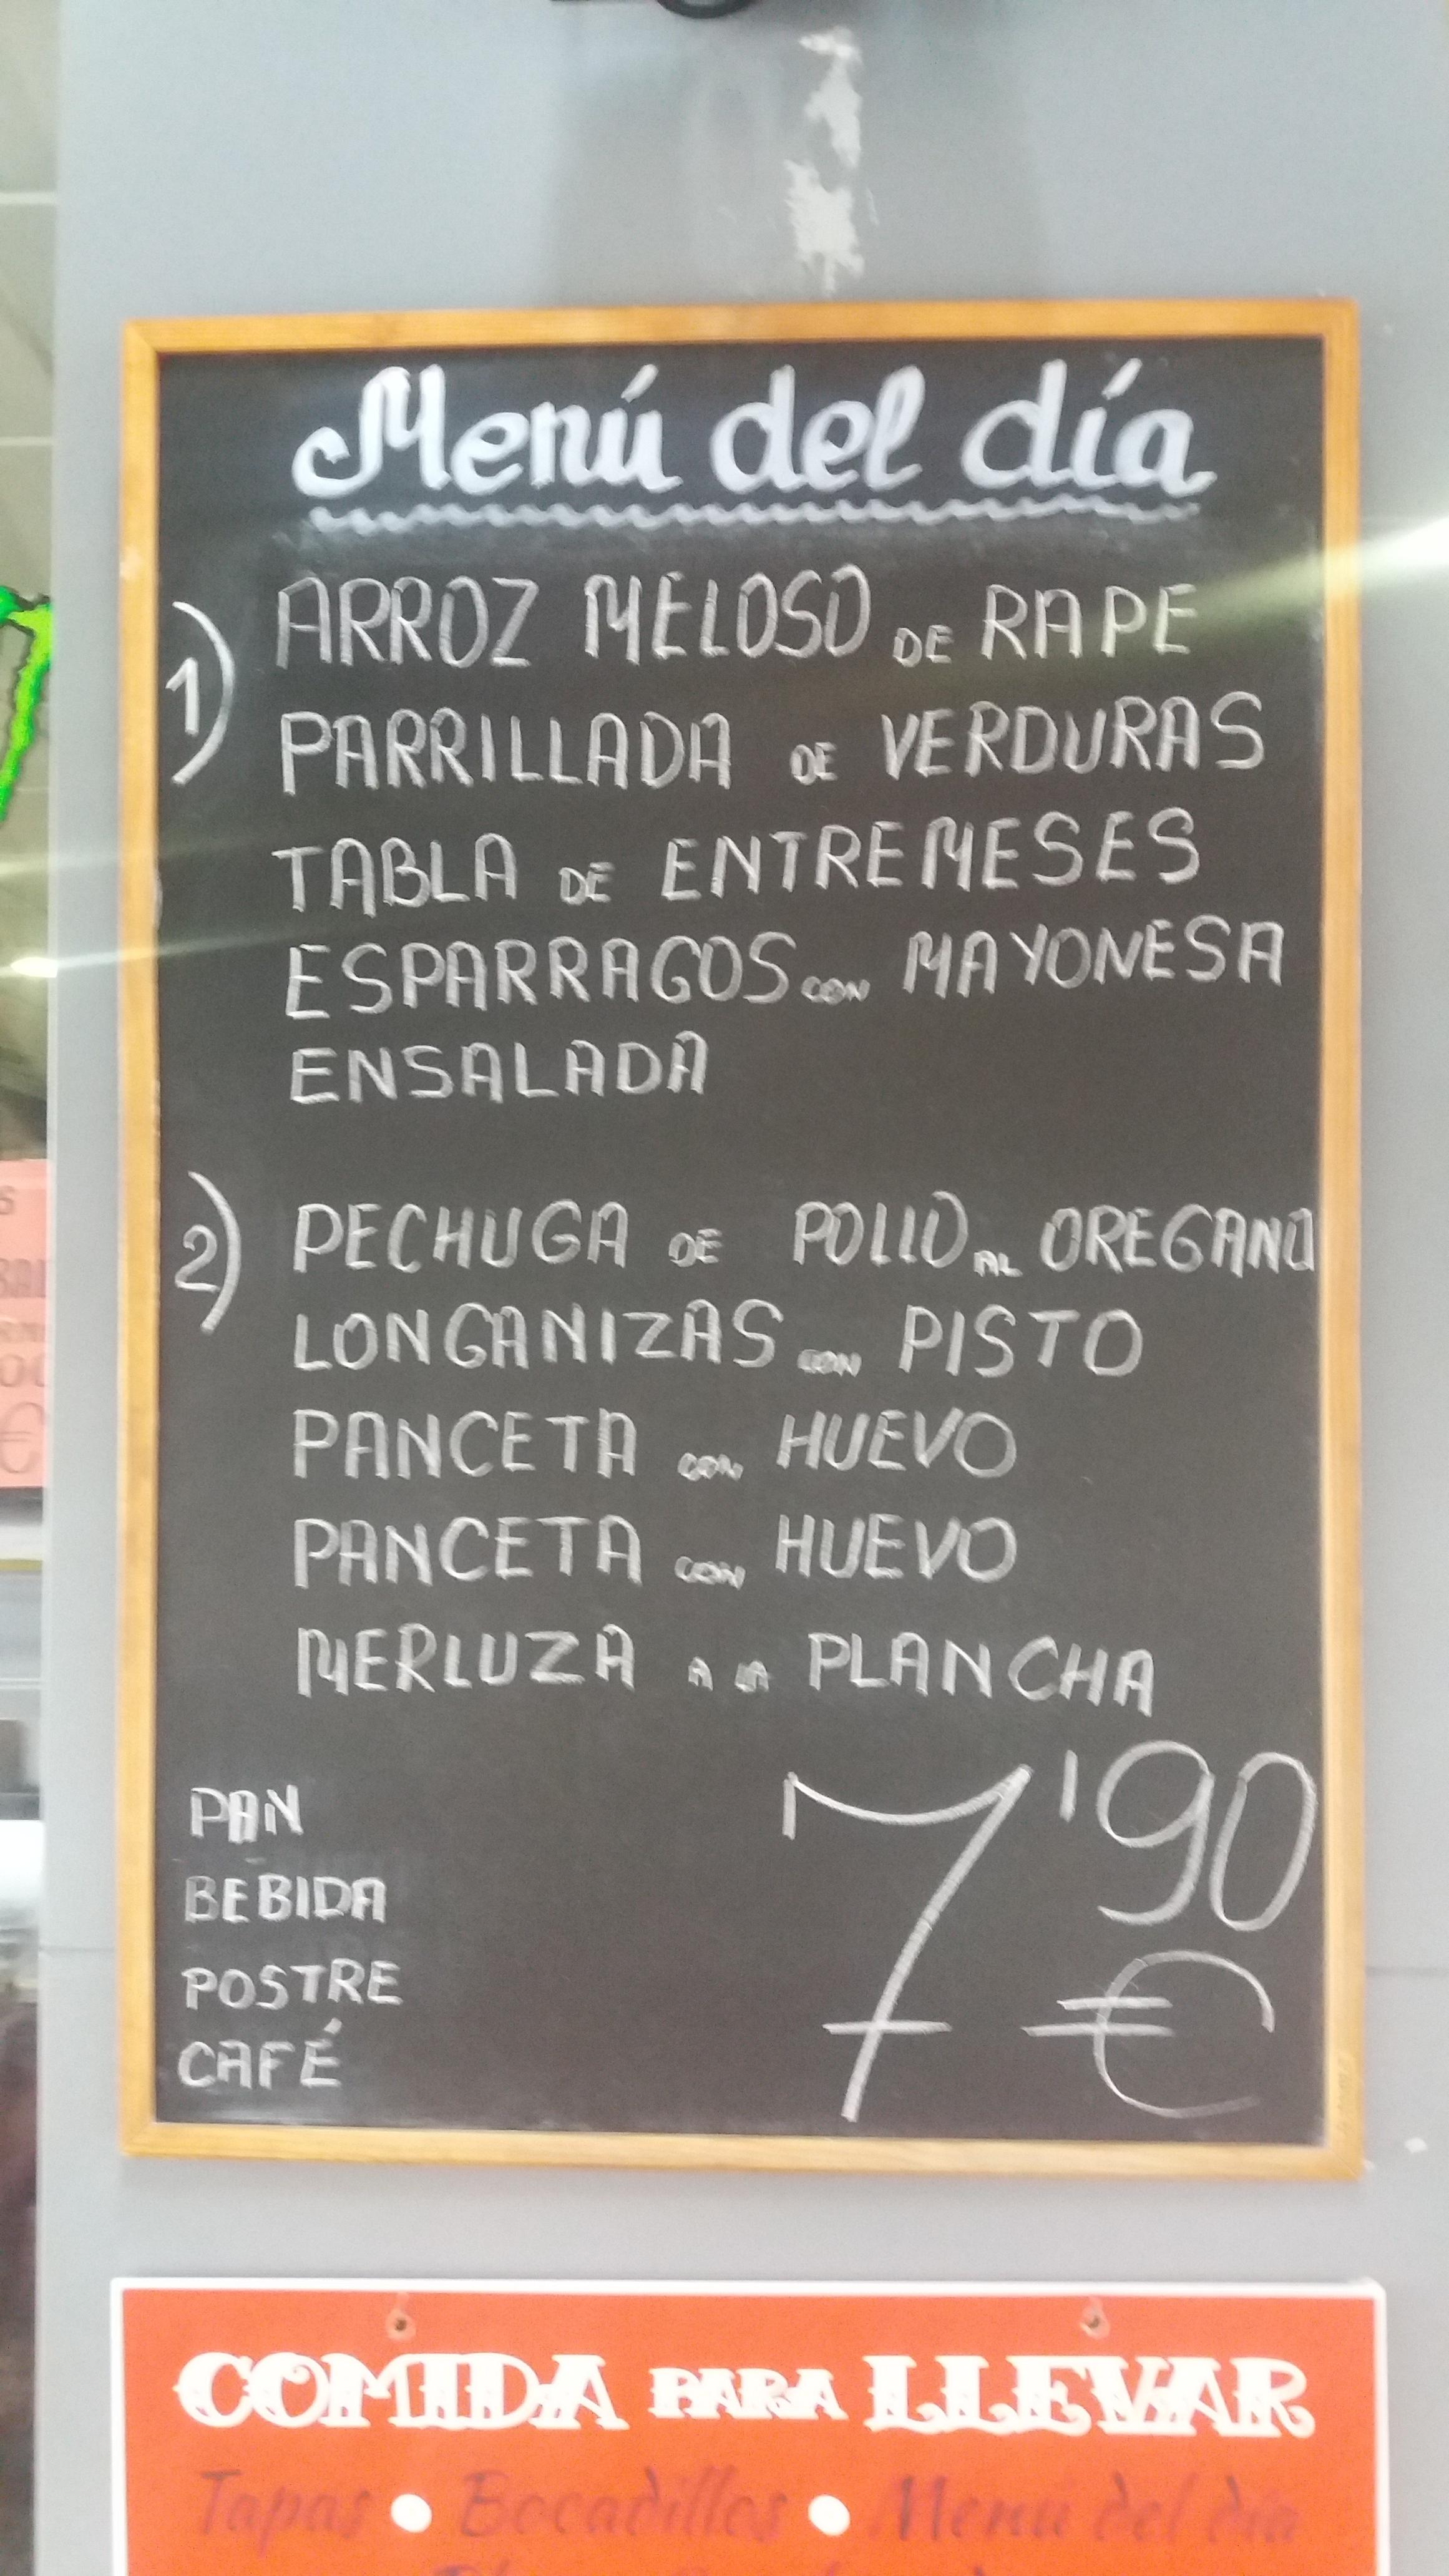 Menú del día
1) ARROZ MELOSO DE RAPE
PARRILLADA DE VERDURAS
TABLA DE ENTREMESES
ESPARRAGOS CON MAYONESA
ENSALADA
2) PECHUGA DE POLLO AL OREGANO
LONGANIZAS CON PISTO
PANCETA CON HUEVO
PANCETA CON HUEVO
MERLUZA A LA PLANCHA
PAN
BEBIDA
POSTRE
CAFÉ
7'90
€
COMIDA PARA LLEVAR
Tapas • Bocadillos • Menú del día